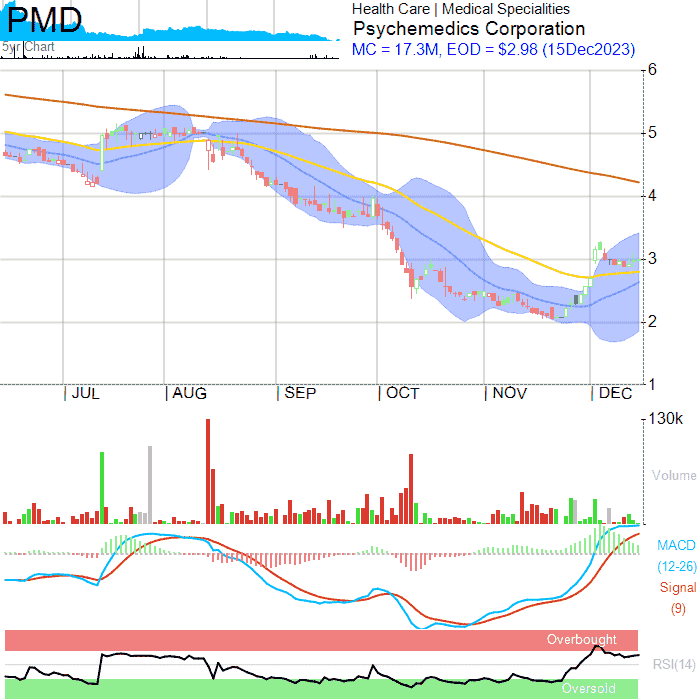 PMD
5yr Chart
Health Care | Medical Specialities
Psychemedics Corporation
MC = 17.3M, EOD = $2.98 (15Dec2023)
6
5
4
3
2
1
JUL
AUG
SEP
OCT
NOV
DEC
130k
Volume
MACD
(12-26)
Signal
(9)
Overbought
RSI(14)
Oversold